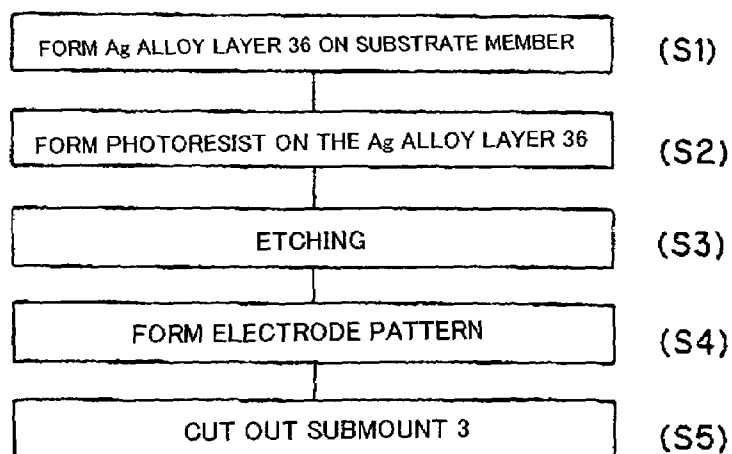 FORM Ag ALLOY LAYER 36 ON SUBSTRATE MEMBER (S1)
FORM PHOTORESIST ON THE Ag ALLOY LAYER 36 (S2)
ETCHING (S3)
FORM ELECTRODE PATTERN (S4)
CUT OUT SUBMOUNT 3 (S5)